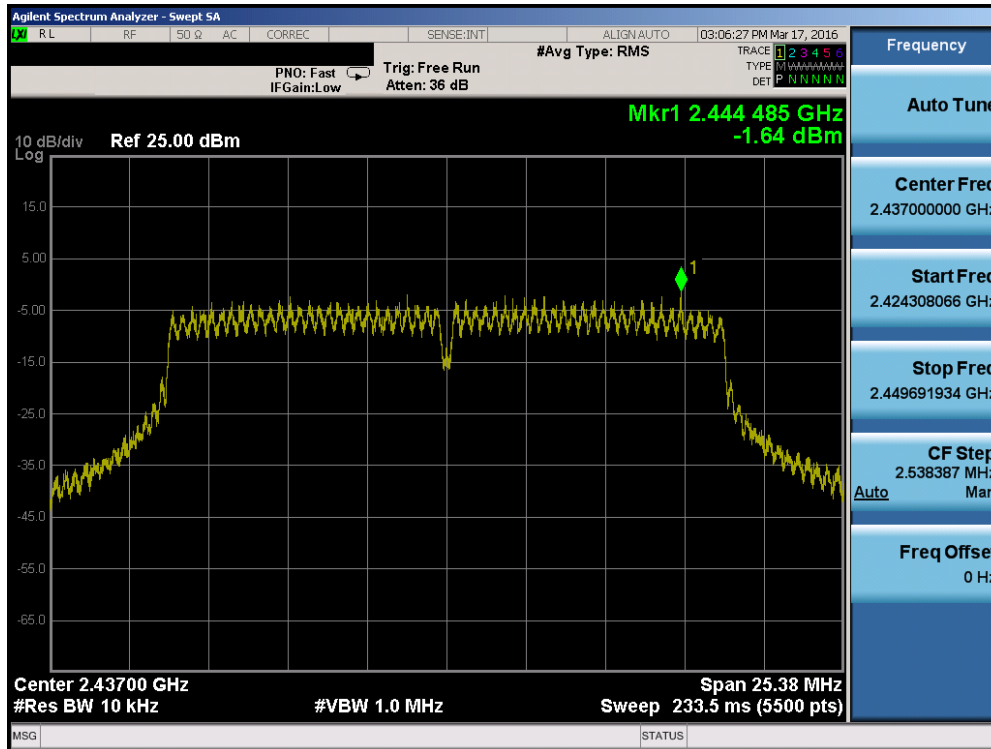 Agilent Spectrum Analyzer - Swept SA
LXI RL RF 50 Ω AC CORREC SENSE:INT ALIGN AUTO 03:06:27 PM Mar 17, 2016
#Avg Type: RMS TRACE 1 2 3 4 5 6
PNO: Fast Trig: Free Run TYPE M
IFGain:Low Atten: 36 dB DET P N N N N N
Mkr1 2.444 485 GHz
10 dB/div Ref 25.00 dBm -1.64 dBm
Log
15.0
5.00
1
-5.00
-15.0
-25.0
-35.0
-45.0
-55.0
-65.0
Center 2.43700 GHz Span 25.38 MHz
#Res BW 10 kHz #VBW 1.0 MHz Sweep 233.5 ms (5500 pts)
MSG STATUS
Frequency
Auto Tune
Center Freq
2.437000000 GHz
Start Freq
2.424308066 GHz
Stop Freq
2.449691934 GHz
CF Step
2.538387 MHz
Auto Man
Freq Offset
0 Hz